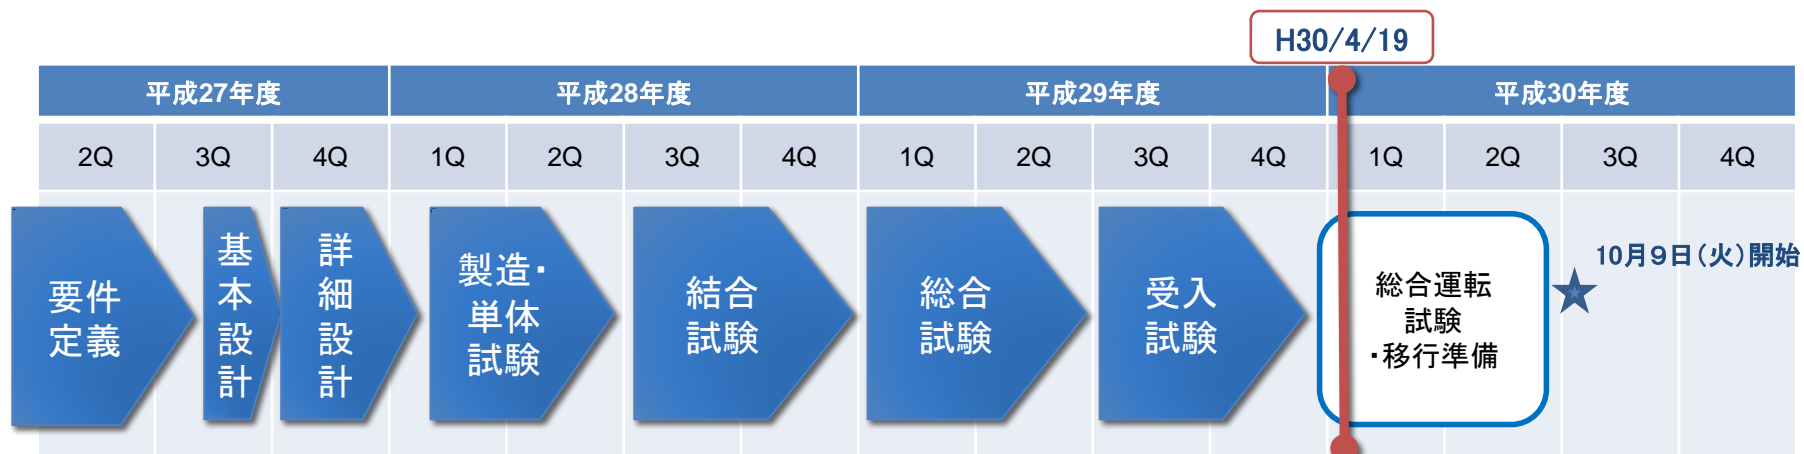 H30/4/19
平成27年度
平成28年度
平成29年度
平成30年度
2Q
3Q
4Q
1Q
2Q
3Q
4Q
1Q
2Q
3Q
4Q
1Q
2Q
3Q
4Q
要件
定義
基
本
設
計
詳
細
設
計
製造・
単体
試験
結合
試験
総合
試験
受入
試験
総合運転
試験
・移行準備
10月9日（火）開始